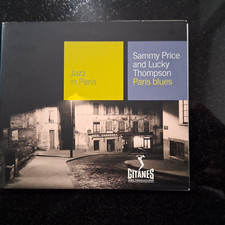 Jazz
in Paris
Sammy Price
and Lucky
Thompson
Paris blues
GITANES